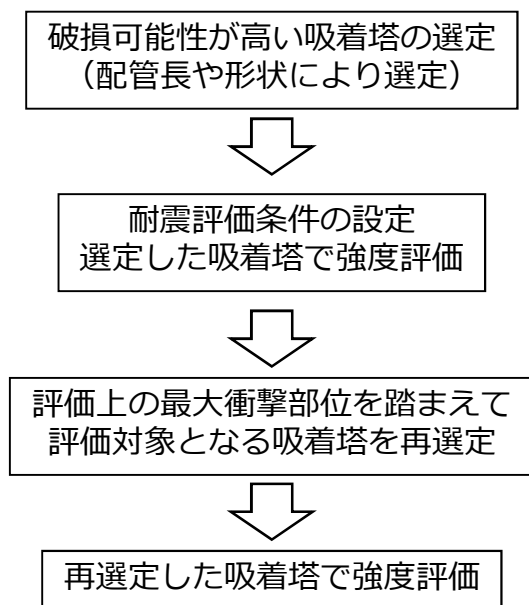 破損可能性が高い吸着塔の選定
（配管長や形状により選定）
耐震評価条件の設定
選定した吸着塔で強度評価
評価上の最大衝撃部位を踏まえて
評価対象となる吸着塔を再選定
再選定した吸着塔で強度評価